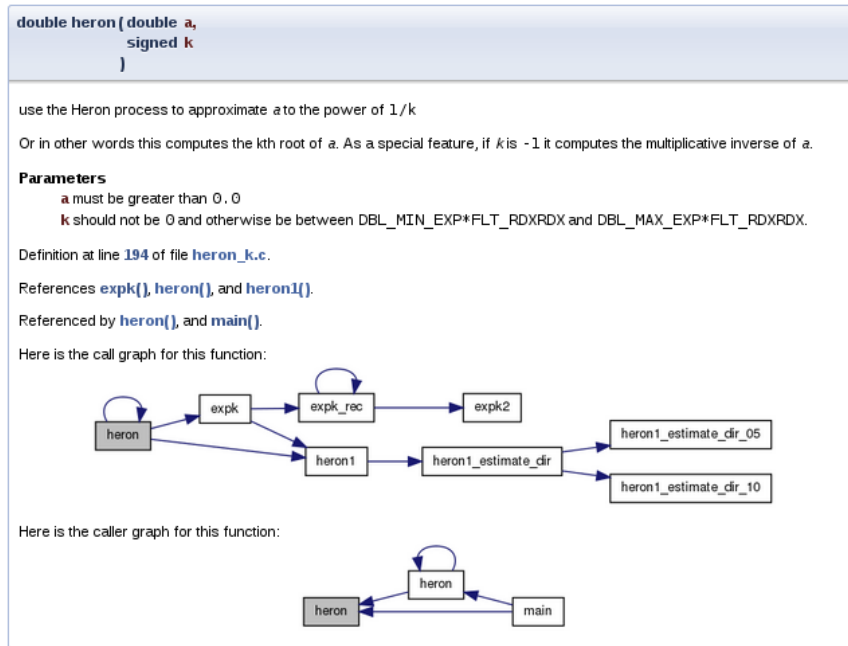 double heron ( double a,
signed k
)
use the Heron process to approximate a to the power of 1/k
Or in other words this computes the kth root of a. As a special feature, if k is -1 it computes the multiplicative inverse of a.
Parameters
a must be greater than 0.0
k should not be 0 and otherwise be between DBL_MIN_EXP*FLT_RDXRDX and DBL_MAX_EXP*FLT_RDXRDX.
Definition at line 194 of file heron_k.c.
References expk(), heron(), and heron1().
Referenced by heron(), and main().
Here is the call graph for this function:
heron
expk
expk_rec
expk2
heron1
heron1_estimate_dir
heron1_estimate_dir_05
heron1_estimate_dir_10
Here is the caller graph for this function:
heron
heron
main